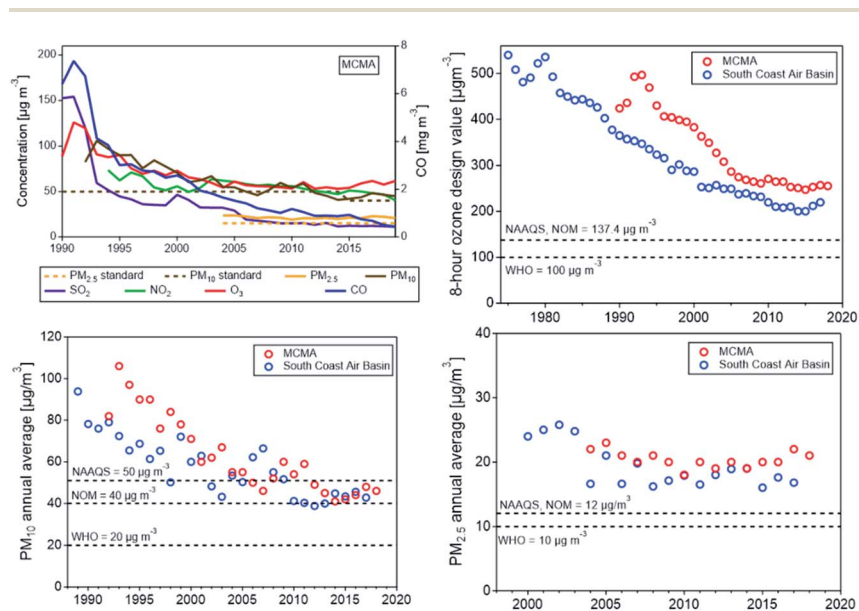 Concentration [µg m⁻³]
200
150
100
50
0
MCMA
8
6
4
2
0
CO [mg m⁻³]
1990 1995 2000 2005 2010 2015
PM2.5 standard PM10 standard PM2.5 PM10
SO2 NO2 O3 CO
8-hour ozone design value [µgm⁻³]
500
400
300
200
100
0
MCMA
South Coast Air Basin
NAAQS, NOM = 137.4 µg m⁻³
WHO = 100 µg m⁻³
1980 1990 2000 2010 2020
PM10 annual average [µg/m³]
120
100
80
60
40
20
0
MCMA
South Coast Air Basin
NAAQS = 50 µg m⁻³
NOM = 40 µg m⁻³
WHO = 20 µg m⁻³
1990 1995 2000 2005 2010 2015 2020
PM2.5 annual average [µg/m³]
40
30
20
10
0
MCMA
South Coast Air Basin
NAAQS, NOM = 12 µg/m³
WHO = 10 µg m⁻³
2000 2005 2010 2015 2020